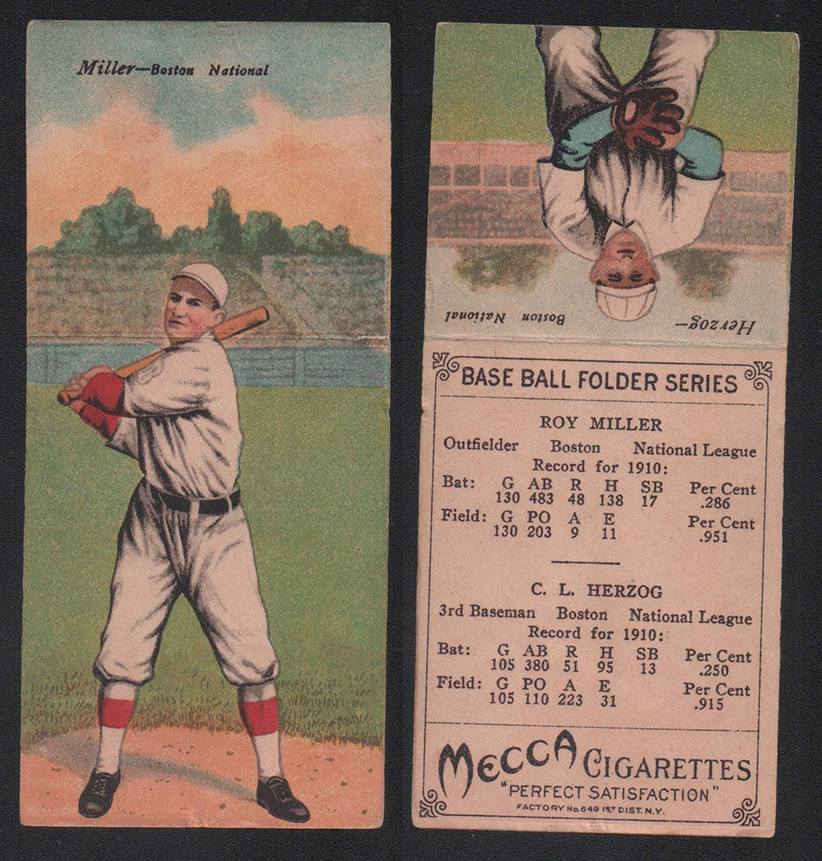 Miller—Boston National
Herzog—
Boston National
BASE BALL FOLDER SERIES
ROY MILLER
Outfielder Boston National League
Record for 1910:
Bat: G AB R H SB Per Cent
130 483 48 138 17 .286
Field: G PO A E Per Cent
130 203 9 11 .951
C. L. HERZOG
3rd Baseman Boston National League
Record for 1910:
Bat: G AB R H SB Per Cent
105 380 51 95 13 .250
Field: G PO A E Per Cent
105 110 223 31 .915
MECCA CIGARETTES
"PERFECT SATISFACTION"
FACTORY No. 649 1ST DIST. N.Y.